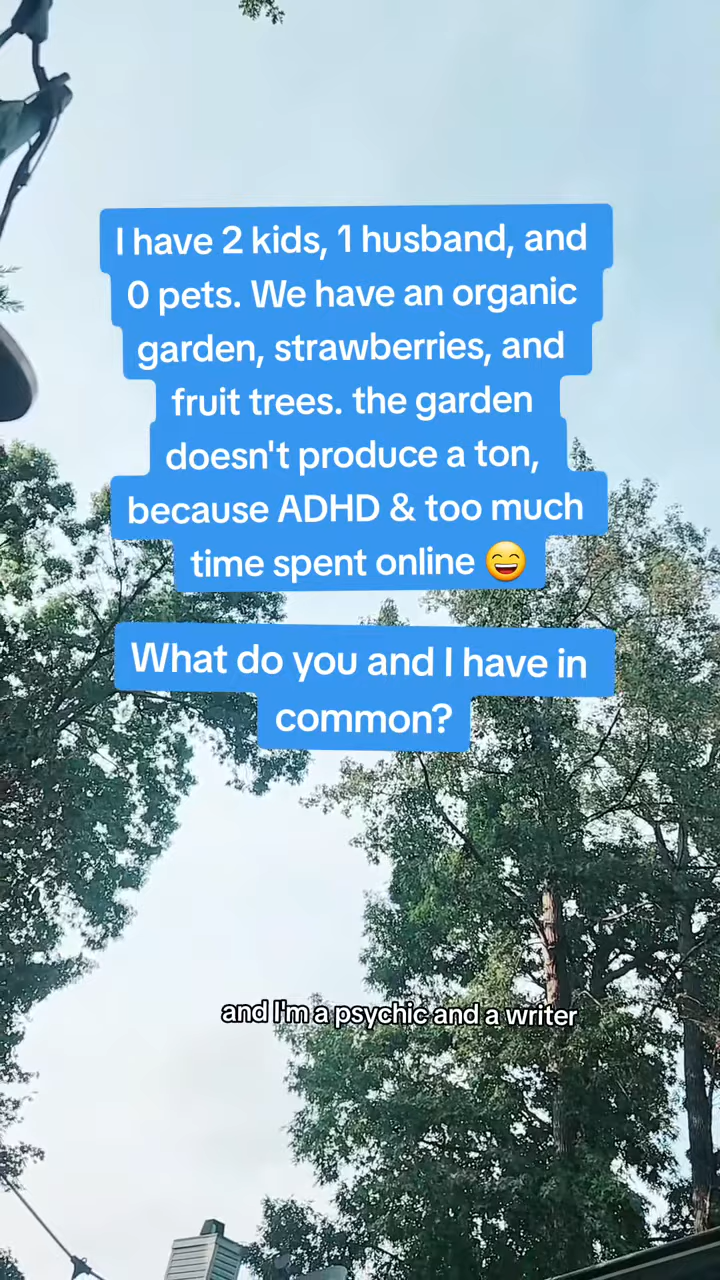 I have 2 kids, 1 husband, and
0 pets. We have an organic
garden, strawberries, and
fruit trees. the garden
doesn't produce a ton,
because ADHD & too much
time spent online 😄
What do you and I have in
common?
and I'm a psychic and a writer